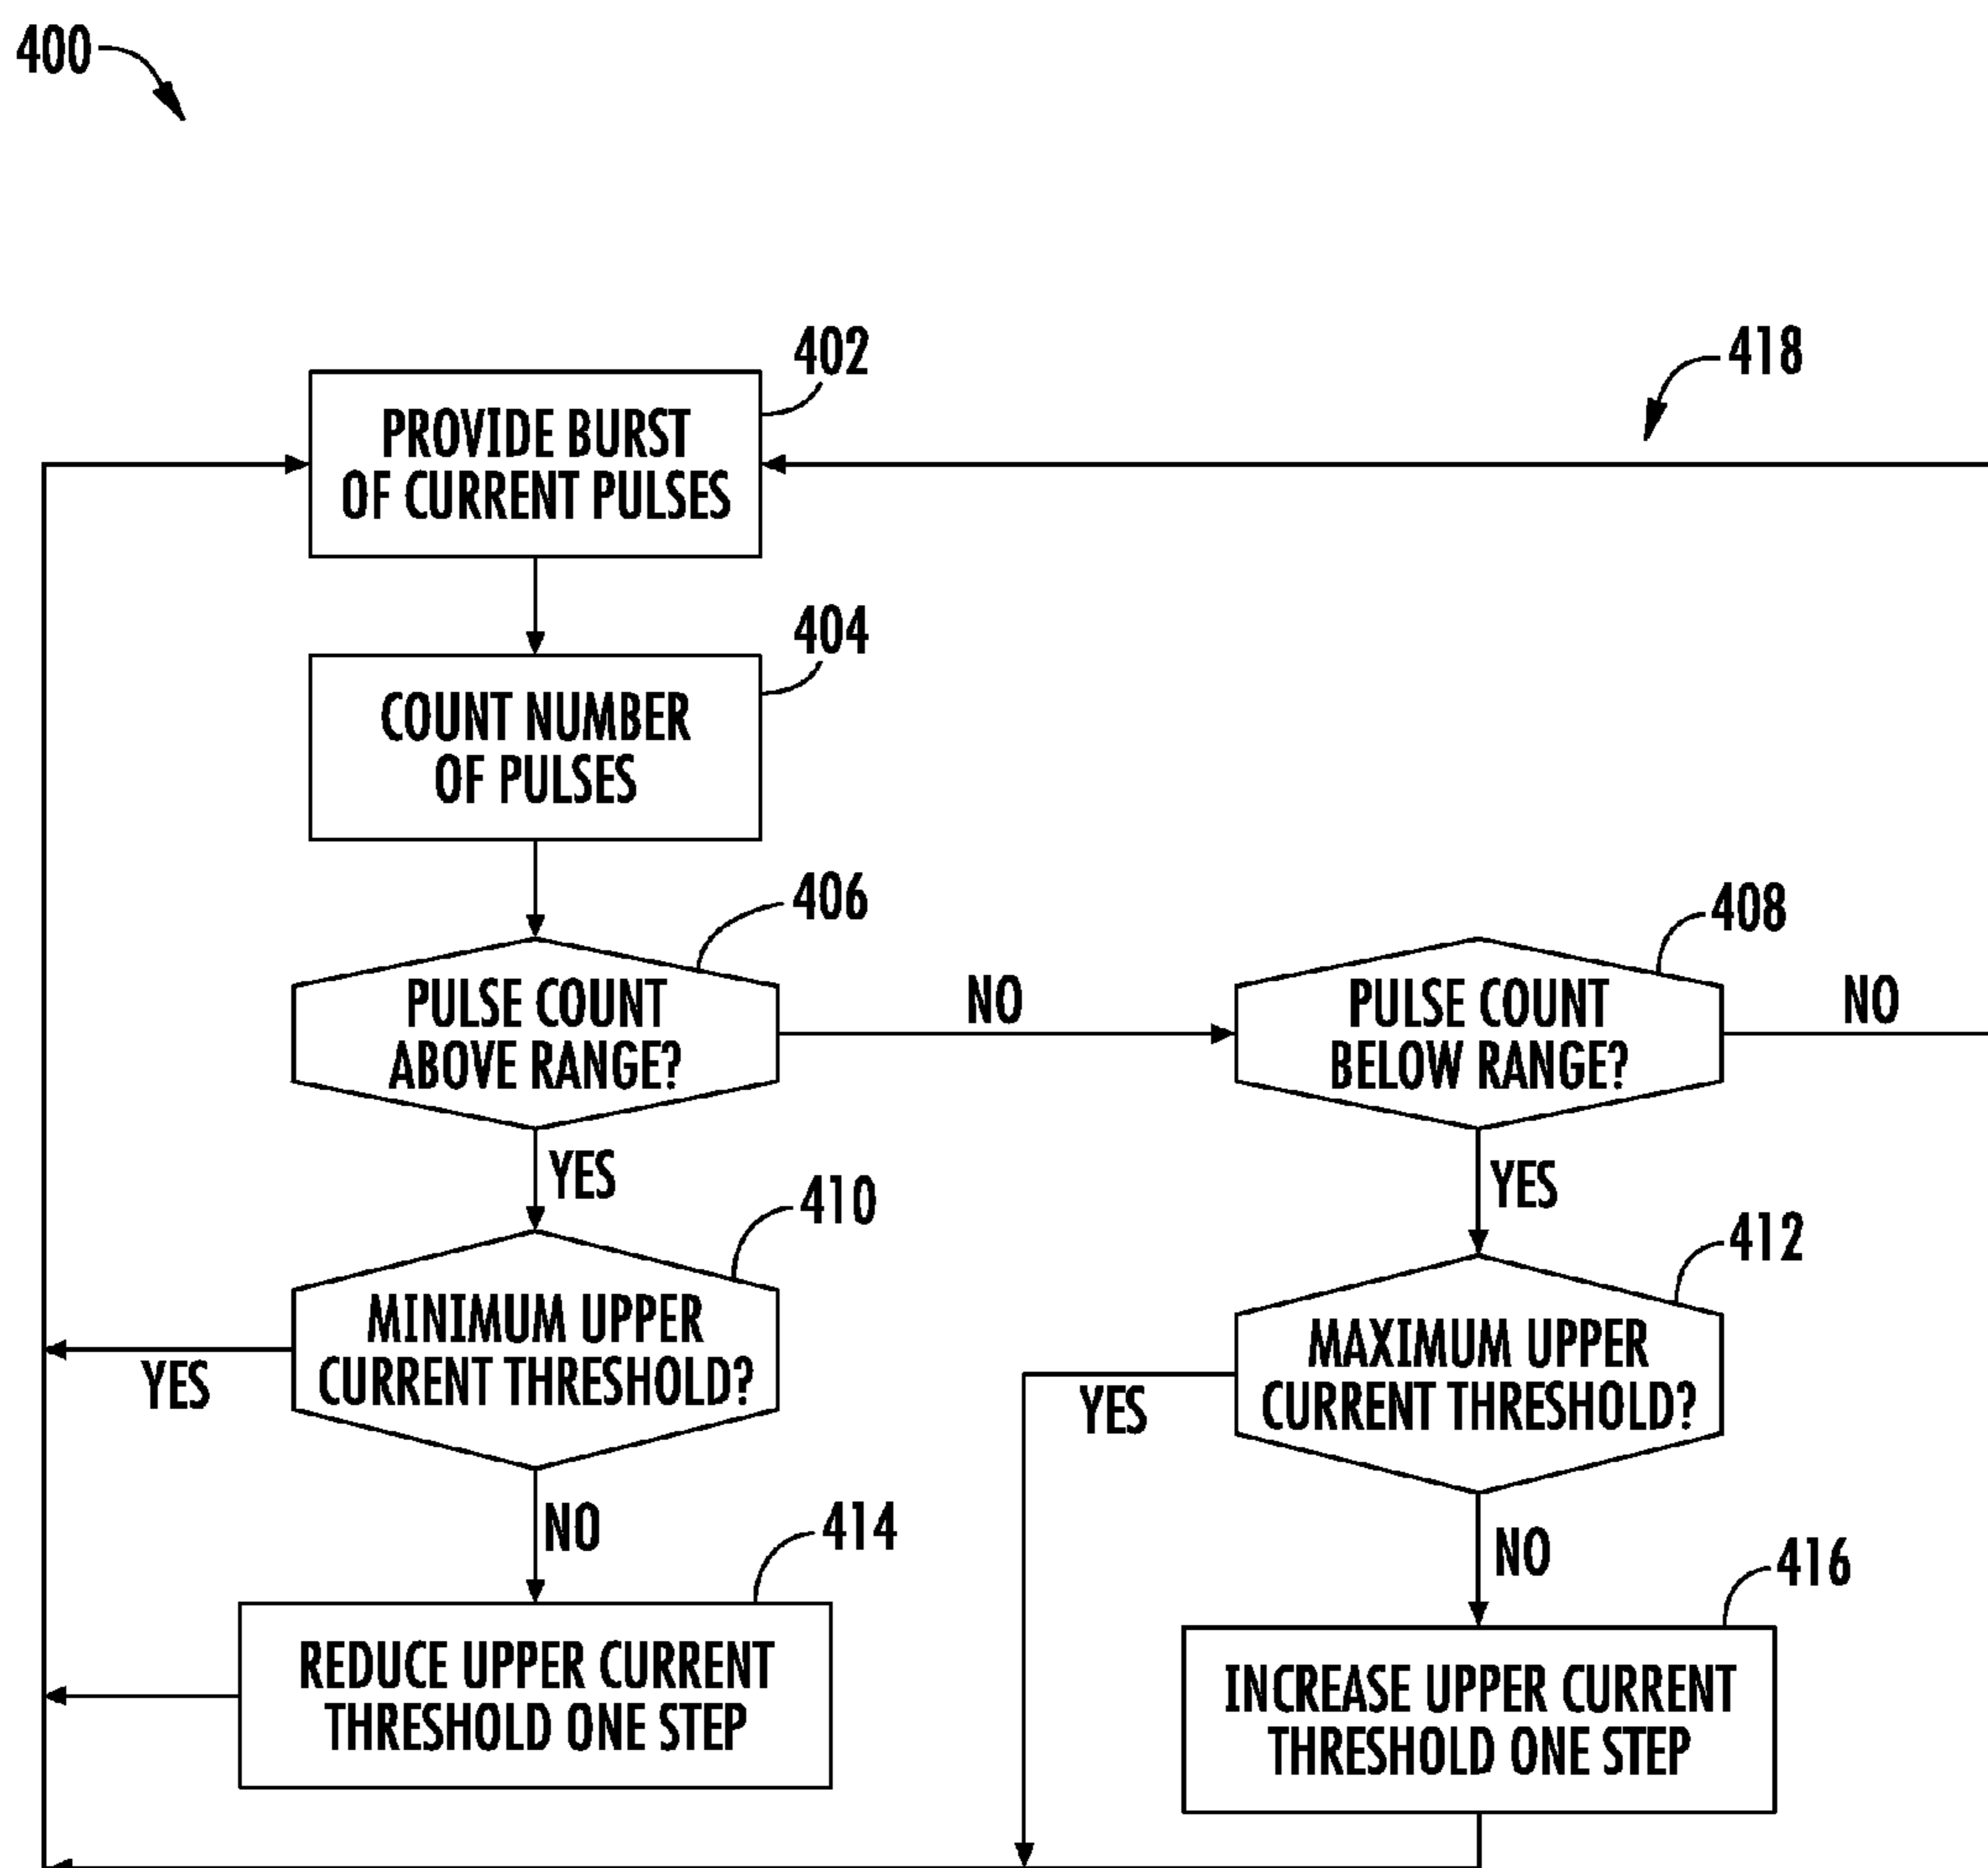 400
402
PROVIDE BURST
OF CURRENT PULSES
418
404
COUNT NUMBER
OF PULSES
406
PULSE COUNT
ABOVE RANGE?
NO
408
PULSE COUNT
BELOW RANGE?
NO
YES
YES
410
MINIMUM UPPER
CURRENT THRESHOLD?
YES
412
MAXIMUM UPPER
CURRENT THRESHOLD?
YES
NO
NO
414
REDUCE UPPER CURRENT
THRESHOLD ONE STEP
416
INCREASE UPPER CURRENT
THRESHOLD ONE STEP